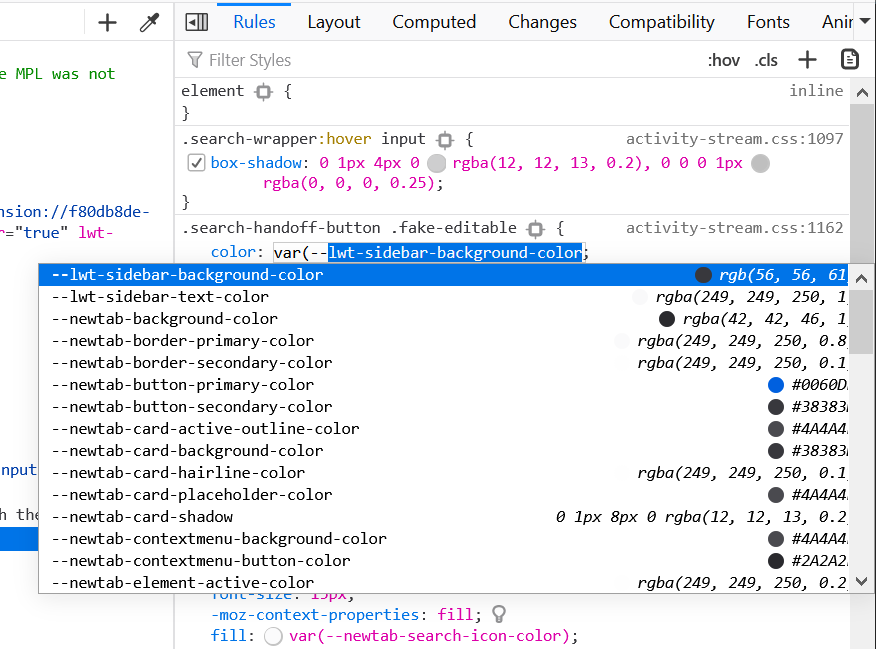 Rules Layout Computed Changes Compatibility Fonts Anir
e MPL was not
Filter Styles :hov .cls
element { inline
}
.search-wrapper:hover input { activity-stream.css:1097
box-shadow: 0 1px 4px 0 rgba(12, 12, 13, 0.2), 0 0 0 1px
rgba(0, 0, 0, 0.25);
}
nsion://f80db8de-
="true" lwt-
.search-handoff-button .fake-editable { activity-stream.css:1162
color: var(--lwt-sidebar-background-color;
--lwt-sidebar-background-color rgb(56, 56, 61
--lwt-sidebar-text-color rgba(249, 249, 250, 1
--newtab-background-color rgba(42, 42, 46, 1
--newtab-border-primary-color rgba(249, 249, 250, 0.8
--newtab-border-secondary-color rgba(249, 249, 250, 0.1
--newtab-button-primary-color #0060D
--newtab-button-secondary-color #38383
--newtab-card-active-outline-color #4A4A4
--newtab-card-background-color #38383
nput
--newtab-card-hairline-color rgba(249, 249, 250, 0.1
--newtab-card-placeholder-color #4A4A4
h the
--newtab-card-shadow 0 1px 8px 0 rgba(12, 12, 13, 0.2
--newtab-contextmenu-background-color #4A4A4
--newtab-contextmenu-button-color #2A2A2
--newtab-element-active-color rgba(249, 249, 250, 0.2
font-size: 15px;
-moz-context-properties: fill;
fill: var(--newtab-search-icon-color);